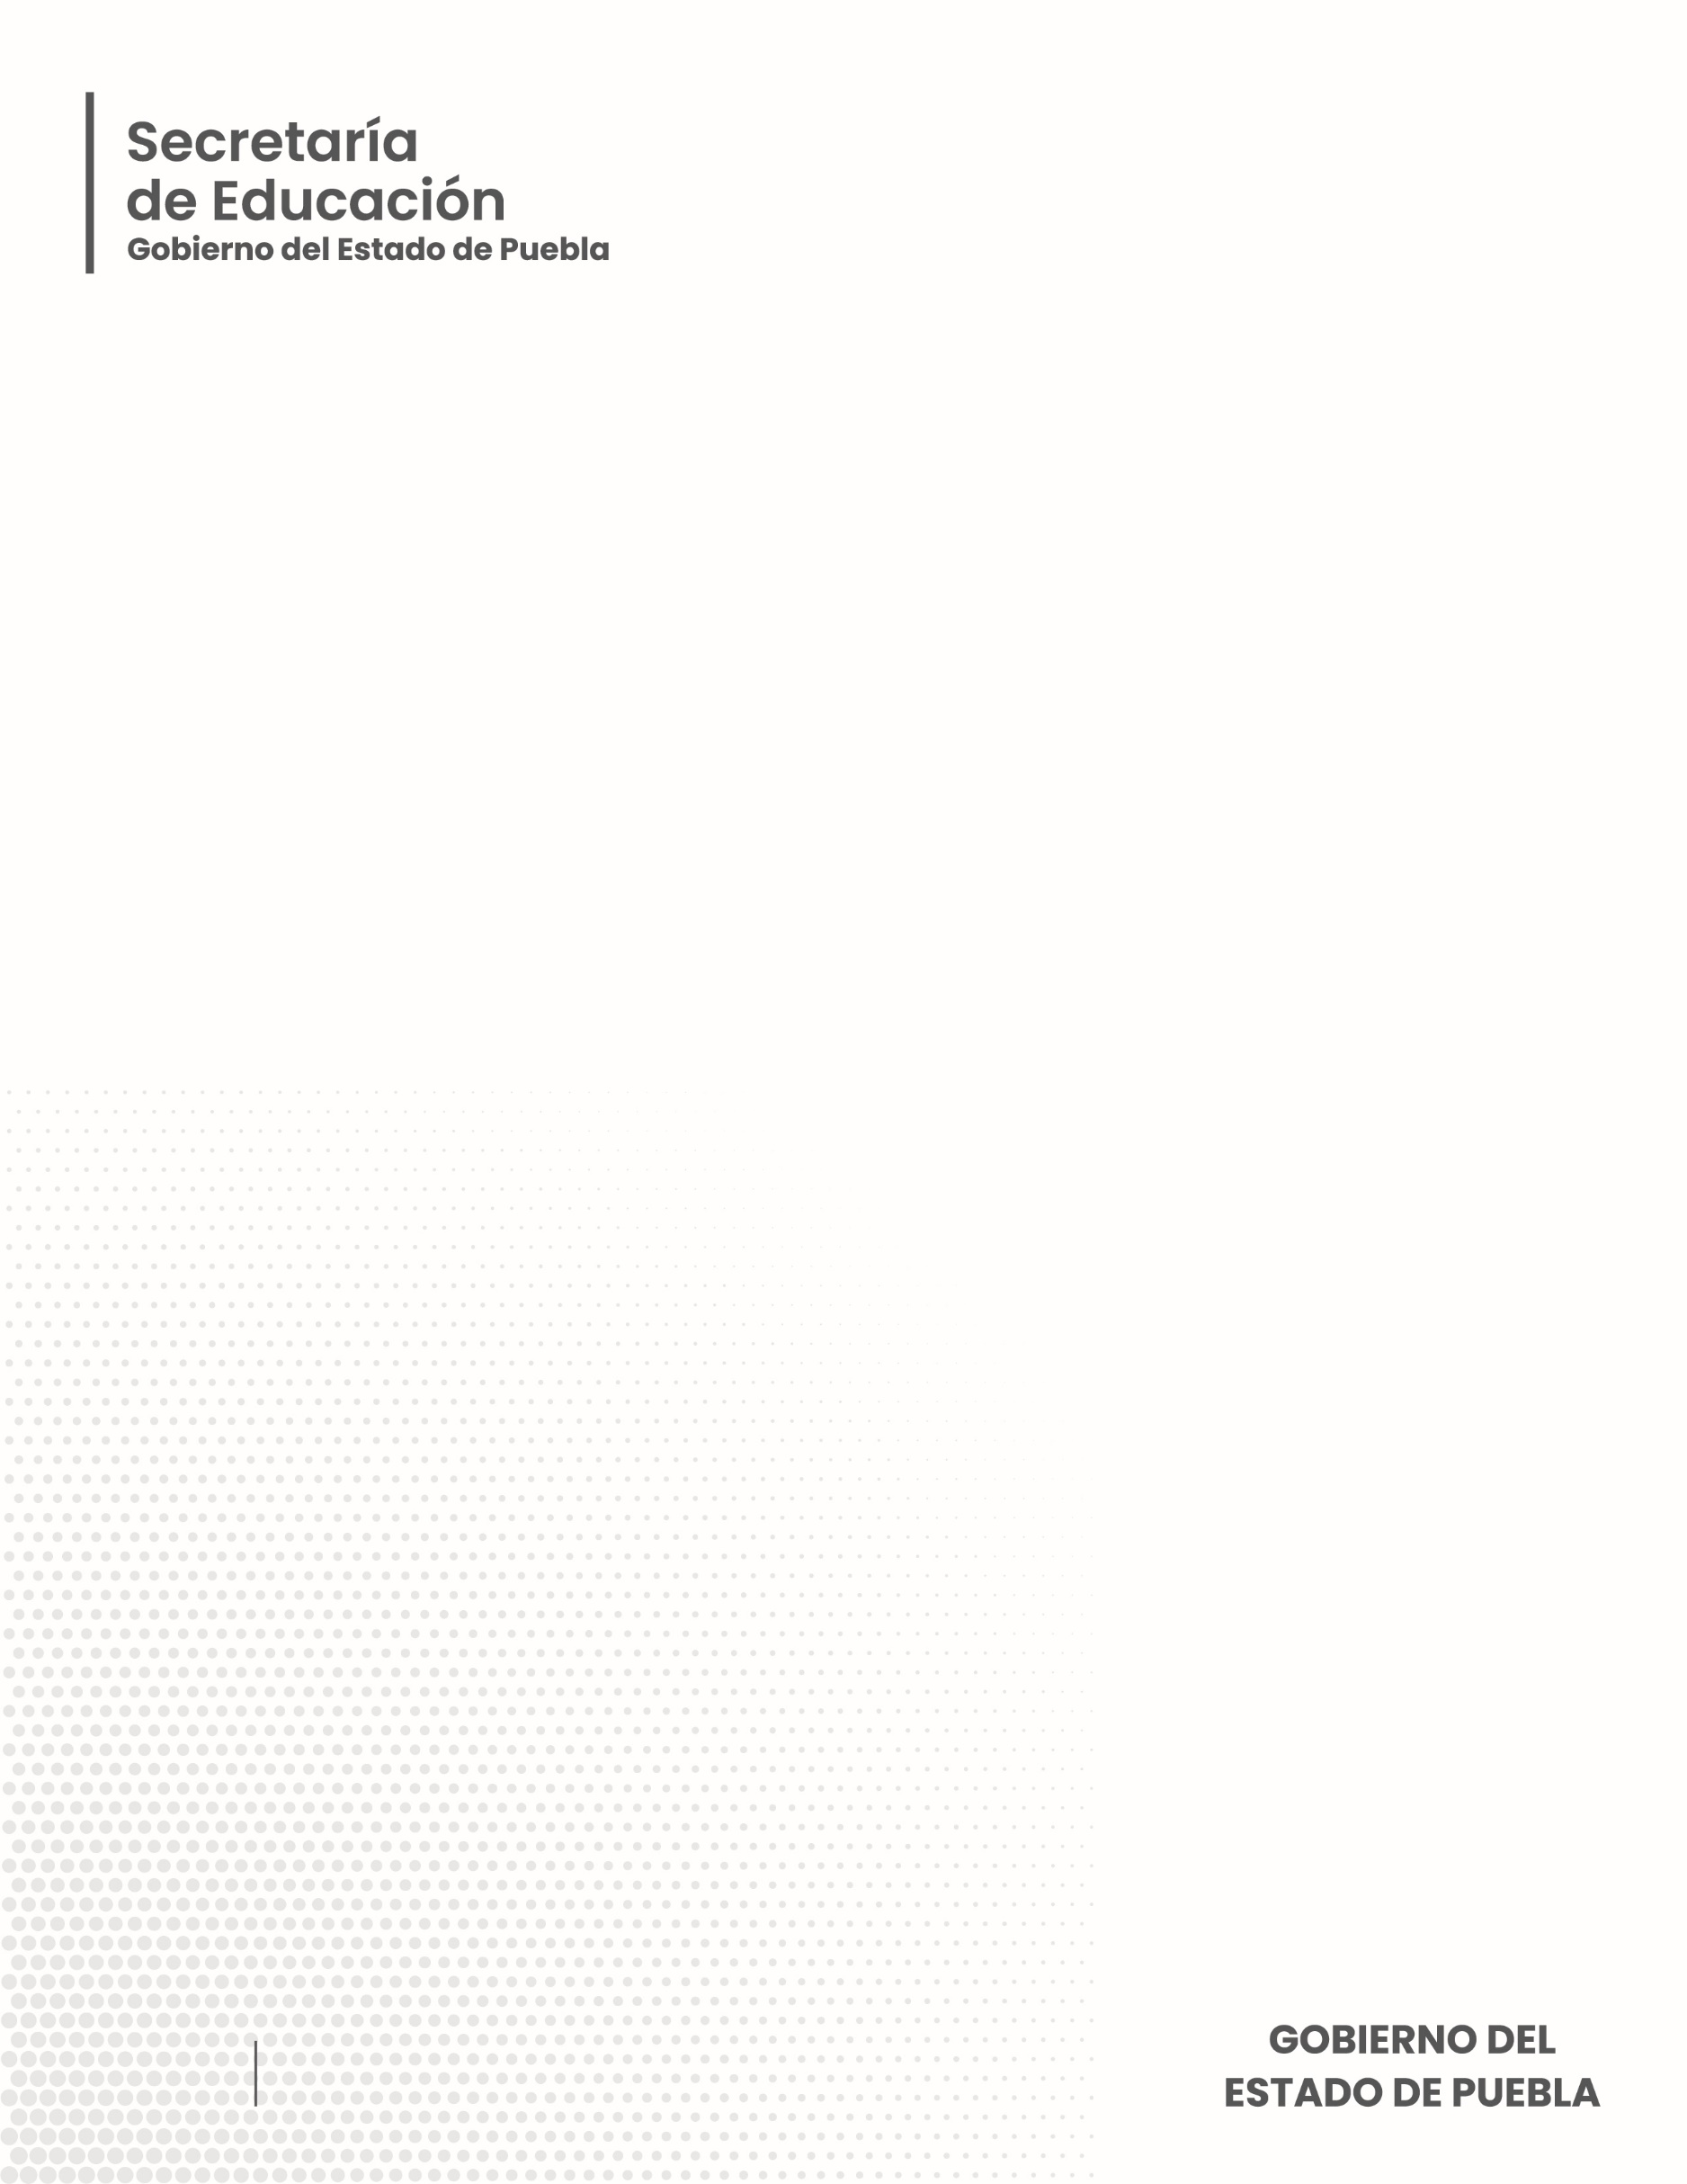 Secretaría
de Educación
Gobierno del Estado de Puebla
GOBIERNO DEL
ESTADO DE PUEBLA